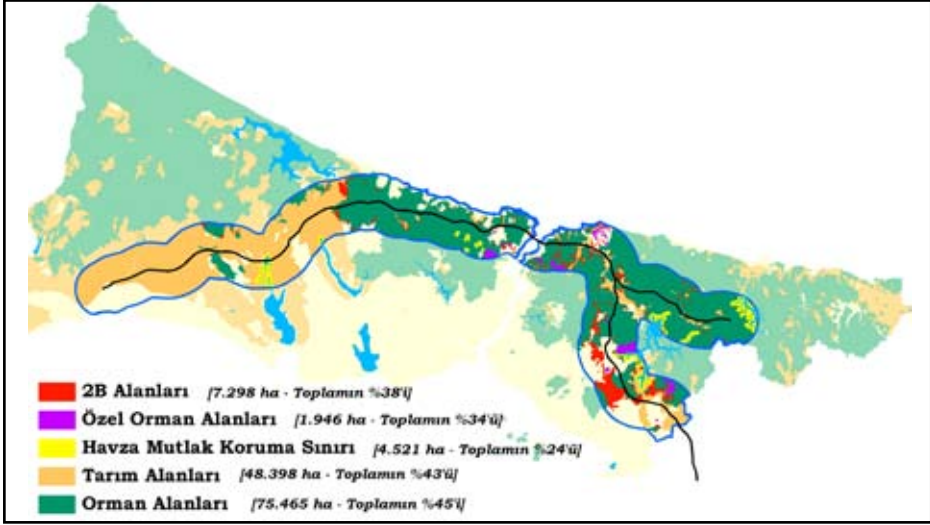 2B Alanları [7.298 ha - Toplamın %38'i]
Özel Orman Alanları [1.946 ha - Toplamın %34'ü]
Havza Mutlak Koruma Sınırı [4.521 ha - Toplamın %24'ü]
Tarım Alanları [48.398 ha - Toplamın %43'ü]
Orman Alanları [75.465 ha - Toplamın %45'i]